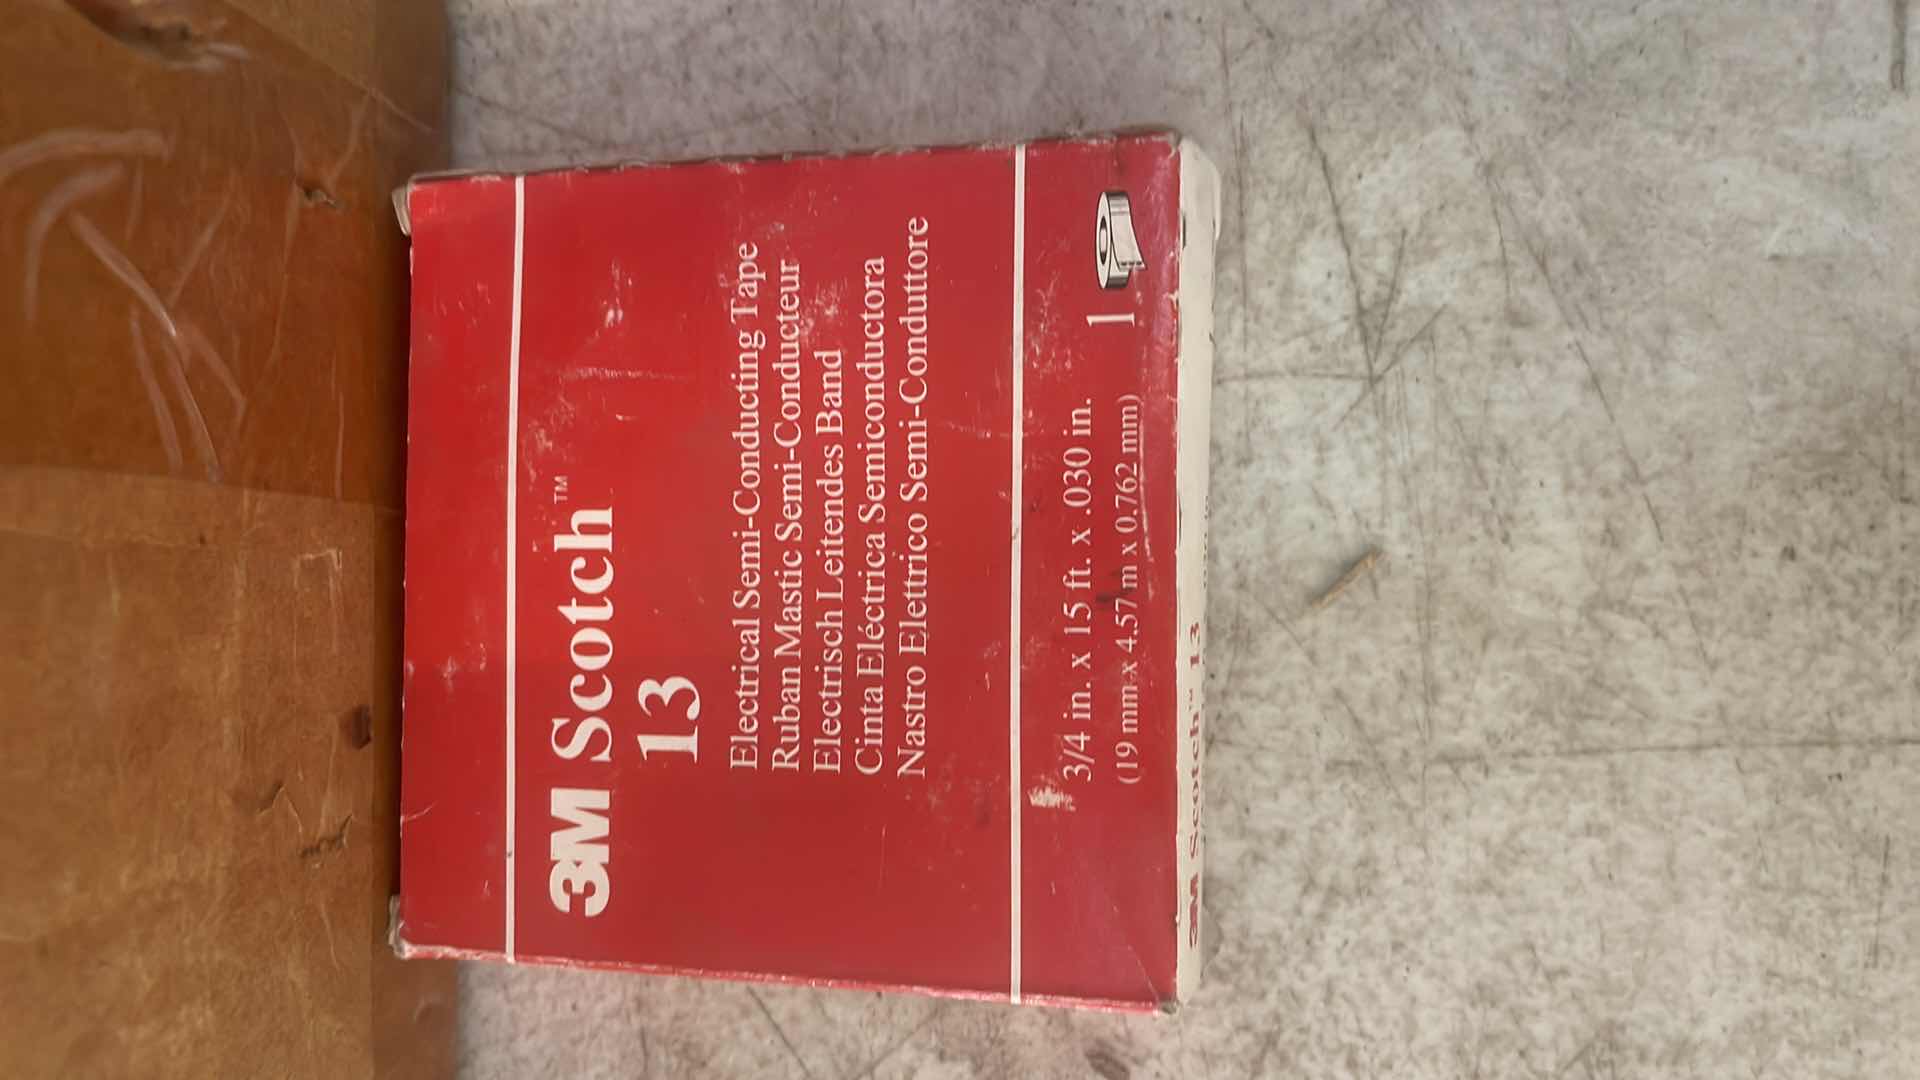 3M Scotch™
13
Electrical Semi-Conducting Tape
Ruban Mastic Semi-Conducteur
Electrisch Leitendes Band
Cinta Eléctrica Semiconductora
Nastro Elettrico Semi-Conduttore
3/4 in. x 15 ft. x .030 in.
(19 mm x 4.57 m x 0.762 mm)
1
3M Scotch™ 13